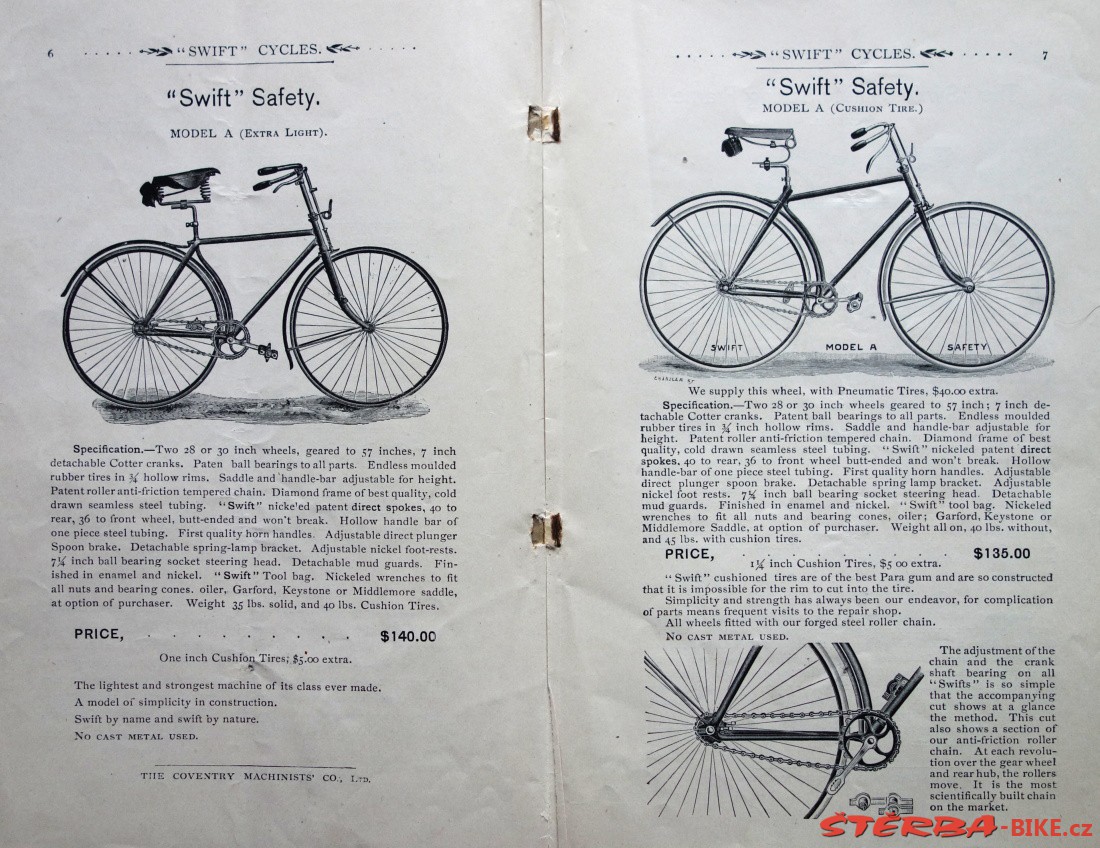 6 ..... "SWIFT" CYCLES. .....
"Swift" Safety.
MODEL A (Extra Light).
Specification.—Two 28 or 30 inch wheels, geared to 57 inches, 7 inch
detachable Cotter cranks. Paten ball bearings to all parts. Endless moulded
rubber tires in ¾ hollow rims. Saddle and handle-bar adjustable for height.
Patent roller anti-friction tempered chain. Diamond frame of best quality, cold
drawn seamless steel tubing. "Swift" nickeled patent direct spokes, 40 to
rear, 36 to front wheel, butt-ended and won't break. Hollow handle bar of
one piece steel tubing. First quality horn handles. Adjustable direct plunger
Spoon brake. Detachable spring-lamp bracket. Adjustable nickel foot-rests.
7¼ inch ball bearing socket steering head. Detachable mud guards. Fin-
ished in enamel and nickel. "Swift" Tool bag. Nickeled wrenches to fit
all nuts and bearing cones. oiler, Garford, Keystone or Middlemore saddle,
at option of purchaser. Weight 35 lbs. solid, and 40 lbs. Cushion Tires.
PRICE, . . . . . . . . . $140.00
One inch Cushion Tires; $5.00 extra.
The lightest and strongest machine of its class ever made.
A model of simplicity in construction.
Swift by name and swift by nature.
No cast metal used.
THE COVENTRY MACHINISTS' CO., Ltd.
..... "SWIFT" CYCLES. ..... 7
"Swift" Safety.
MODEL A (Cushion Tire.)
SWIFT MODEL A SAFETY
We supply this wheel, with Pneumatic Tires, $40.00 extra.
Specification.—Two 28 or 30 inch wheels geared to 57 inch; 7 inch de-
tachable Cotter cranks. Patent ball bearings to all parts. Endless moulded
rubber tires in ¾ inch hollow rims. Saddle and handle-bar adjustable for
height. Patent roller anti-friction tempered chain. Diamond frame of best
quality, cold drawn seamless steel tubing. "Swift" nickeled patent direct
spokes, 40 to rear, 36 to front wheel butt-ended and won't break. Hollow
handle-bar of one piece steel tubing. First quality horn handles. Adjustable
direct plunger spoon brake. Detachable spring lamp bracket. Adjustable
nickel foot rests. 7¼ inch ball bearing socket steering head. Detachable
mud guards. Finished in enamel and nickel. "Swift" tool bag. Nickeled
wrenches to fit all nuts and bearing cones, oiler; Garford, Keystone or
Middlemore Saddle, at option of purchaser. Weight all on, 40 lbs. without,
and 45 lbs. with cushion tires.
PRICE, . . . . . . . . $135.00
1¼ inch Cushion Tires, $5 00 extra.
"Swift" cushioned tires are of the best Para gum and are so constructed
that it is impossible for the rim to cut into the tire.
Simplicity and strength has always been our endeavor, for complication
of parts means frequent visits to the repair shop.
All wheels fitted with our forged steel roller chain.
No cast metal used.
The adjustment of the
chain and the crank
shaft bearing on all
"Swifts" is so simple
that the accompanying
cut shows at a glance
the method. This cut
also shows a section of
our anti-friction roller
chain. At each revolu-
tion over the gear wheel
and rear hub, the rollers
move. It is the most
scientifically built chain
on the market.
ŠTERBA-BIKE.cz